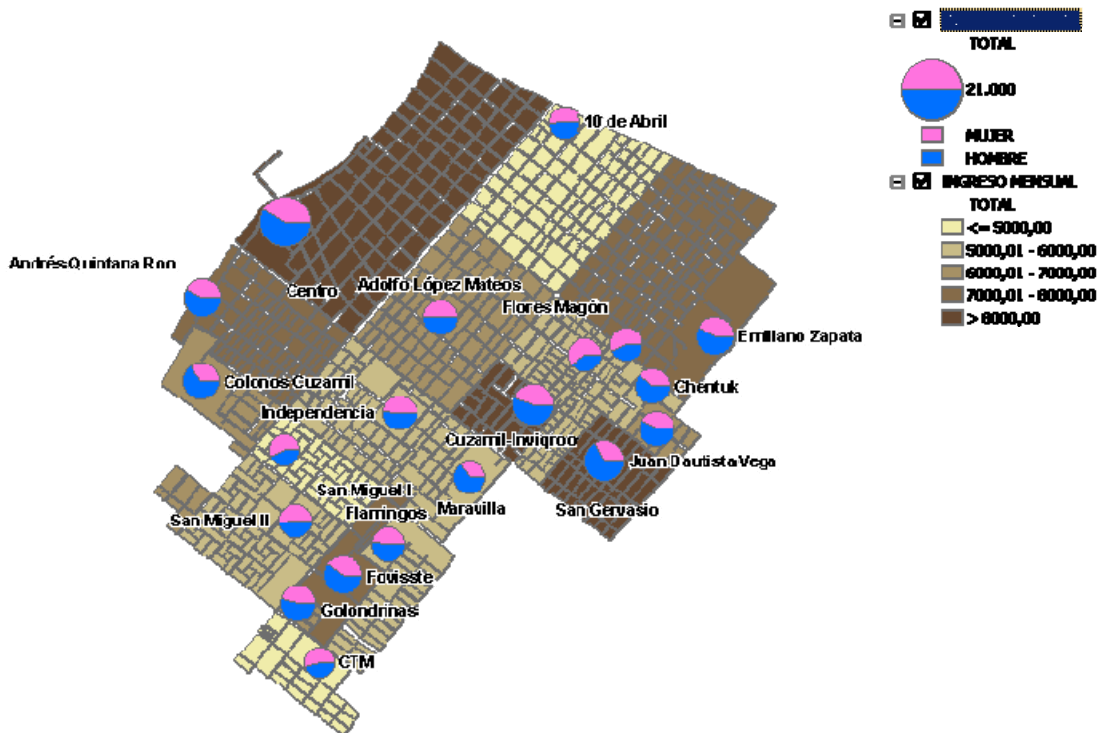 TOTAL
21.000
MUJER
HOMBRE
INGRESO MENSUAL
TOTAL
<= 5000,00
5000,01 - 6000,00
6000,01 - 7000,00
7000,01 - 8000,00
> 8000,00
10 de Abril
Andrés Quintana Roo
Centro
Adolfo López Mateos
Flores Magón
Emiliano Zapata
Colonos Cuzamil
Chentuk
Independencia
Cuzamil-Inviqroo
Juan Bautista Vega
San Miguel I
Maravilla
San Gervasio
San Miguel II
Flamingos
Fovisste
Golondrinas
CTM